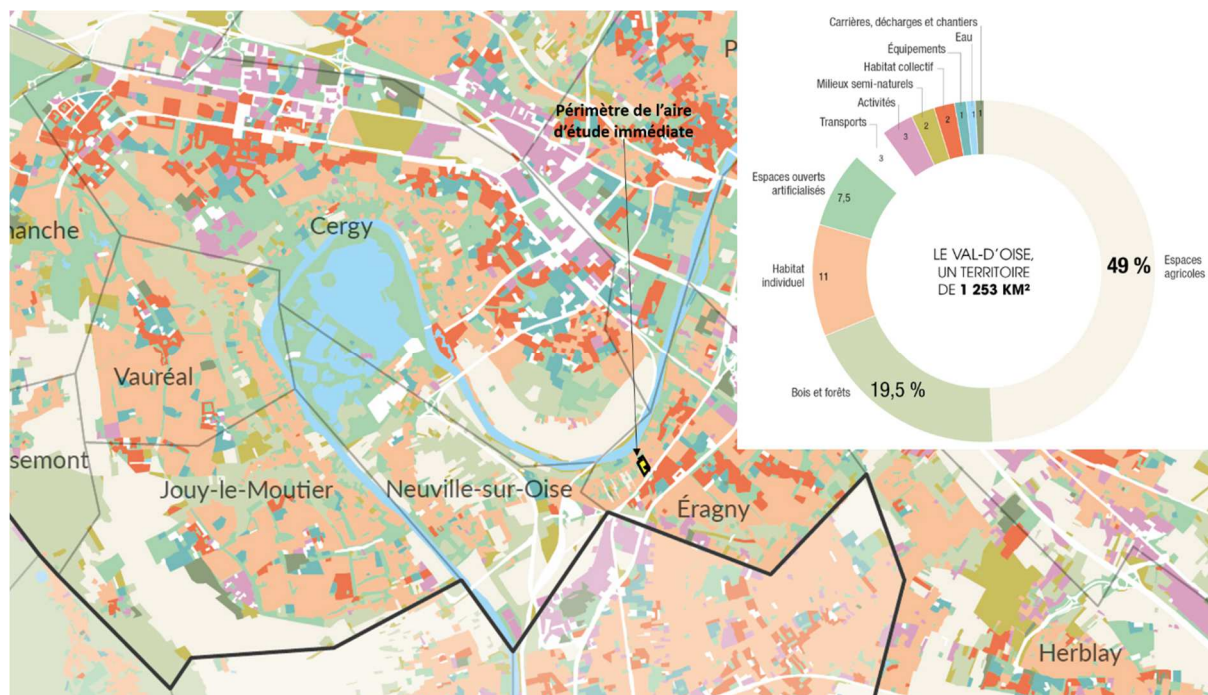 Périmètre de l'aire
d'étude immédiate
Cergy
Vauréal
Jouy-le-Moutier
Neuville-sur-Oise
Éragny
Herblay
manche
semont
P
Carrières, décharges et chantiers
Eau
Équipements
Habitat collectif
Milieux semi-naturels
Activités
Transports
Espaces ouverts
artificialisés
Habitat
individuel
Bois et forêts
Espaces
agricoles
1
1
1
2
2
3
3
7,5
11
19,5 %
49 %
LE VAL-D'OISE,
UN TERRITOIRE
DE 1 253 KM²